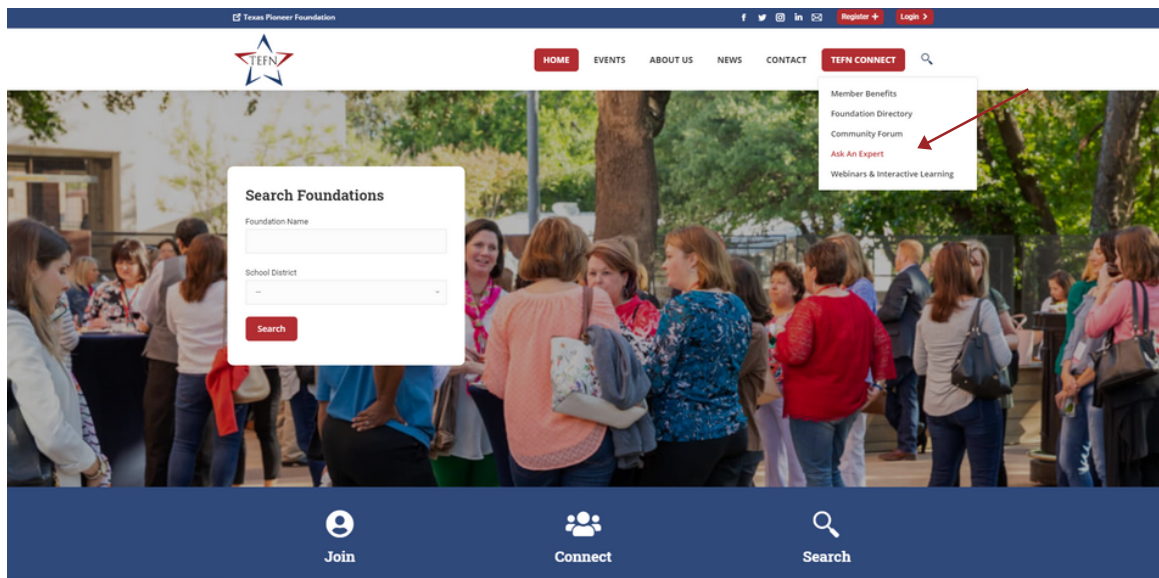 Texas Pioneer Foundation
Register +
Login >
TEFN
HOME
EVENTS
ABOUT US
NEWS
CONTACT
TEFN CONNECT
Member Benefits
Foundation Directory
Community Forum
Ask An Expert
Webinars & Interactive Learning
Search Foundations
Foundation Name
School District
--
Search
Join
Connect
Search